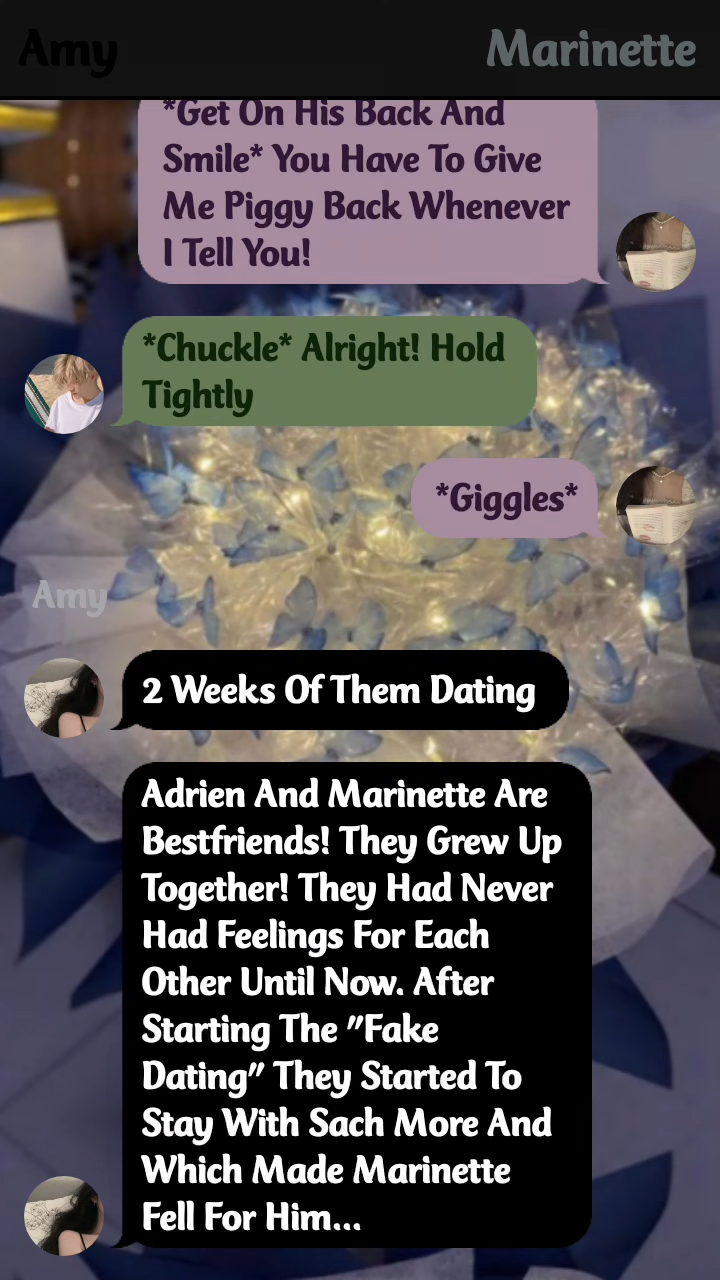 Amy
Marinette
*Get On His Back And
Smile* You Have To Give
Me Piggy Back Whenever
I Tell You!
*Chuckle* Alright! Hold
Tightly
*Giggles*
Amy
2 Weeks Of Them Dating
Adrien And Marinette Are
Bestfriends! They Grew Up
Together! They Had Never
Had Feelings For Each
Other Until Now. After
Starting The "Fake
Dating" They Started To
Stay With Sach More And
Which Made Marinette
Fell For Him...